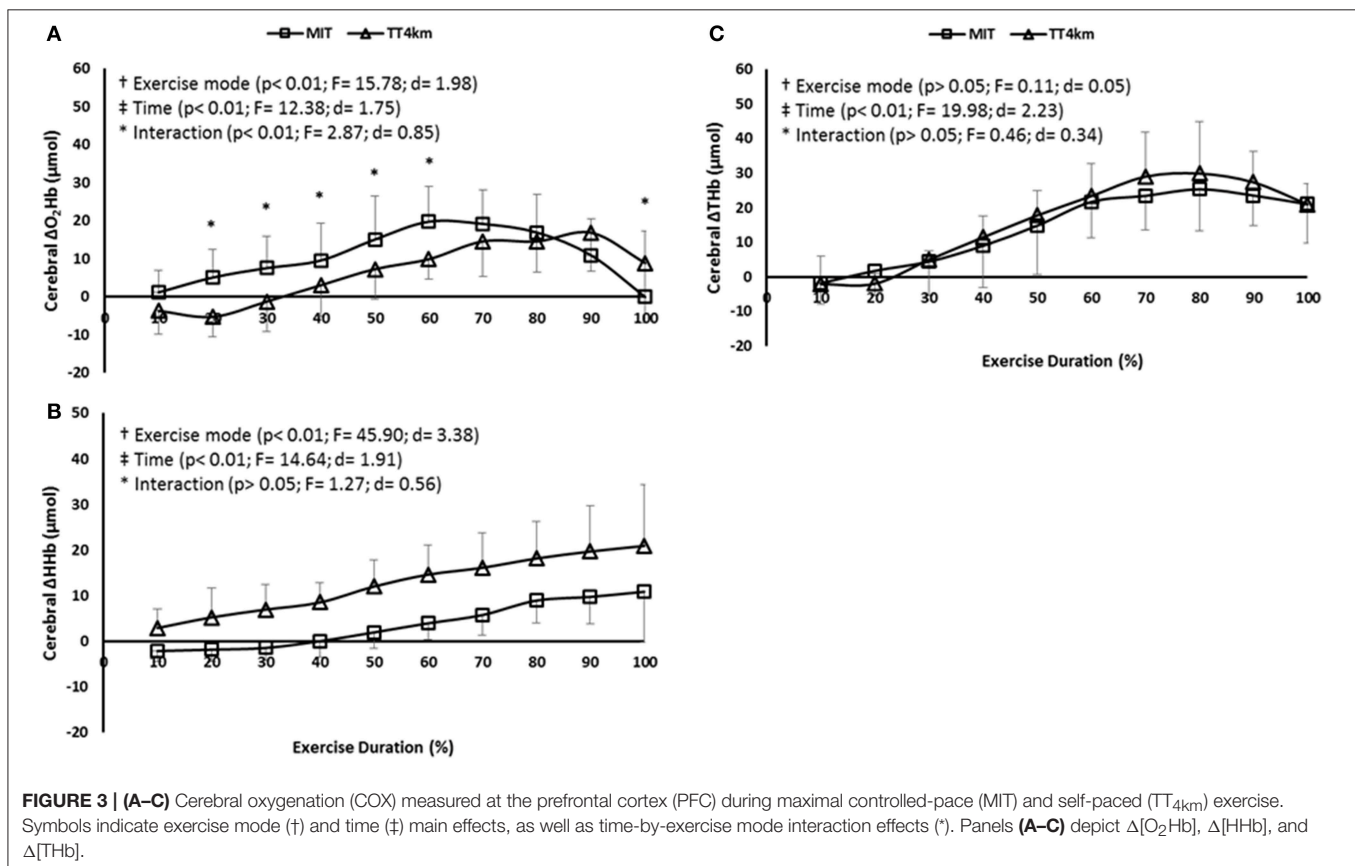 A
MIT TT4km
† Exercise mode (p< 0.01; F= 15.78; d= 1.98)
‡ Time (p< 0.01; F= 12.38; d= 1.75)
* Interaction (p< 0.01; F= 2.87; d= 0.85)
Cerebral ΔO₂Hb (µmol)
60
50
40
30
20
10
0
-10
-20
* * * * * *
0 10 20 30 40 50 60 70 80 90 100
B
† Exercise mode (p< 0.01; F= 45.90; d= 3.38)
‡ Time (p< 0.01; F= 14.64; d= 1.91)
* Interaction (p> 0.05; F= 1.27; d= 0.56)
Cerebral ΔHHb (µmol)
50
40
30
20
10
0
-10
-20
0 10 20 30 40 50 60 70 80 90 100
Exercise Duration (%)
C
MIT TT4km
† Exercise mode (p> 0.05; F= 0.11; d= 0.05)
‡ Time (p< 0.01; F= 19.98; d= 2.23)
* Interaction (p> 0.05; F= 0.46; d= 0.34)
Cerebral ΔTHb (µmol)
60
50
40
30
20
10
0
-10
-20
0 10 20 30 40 50 60 70 80 90 100
Exercise Duration (%)
FIGURE 3 | (A–C) Cerebral oxygenation (COX) measured at the prefrontal cortex (PFC) during maximal controlled-pace (MIT) and self-paced (TT4km) exercise.
Symbols indicate exercise mode (†) and time (‡) main effects, as well as time-by-exercise mode interaction effects (*). Panels (A–C) depict Δ[O₂Hb], Δ[HHb], and
Δ[THb].